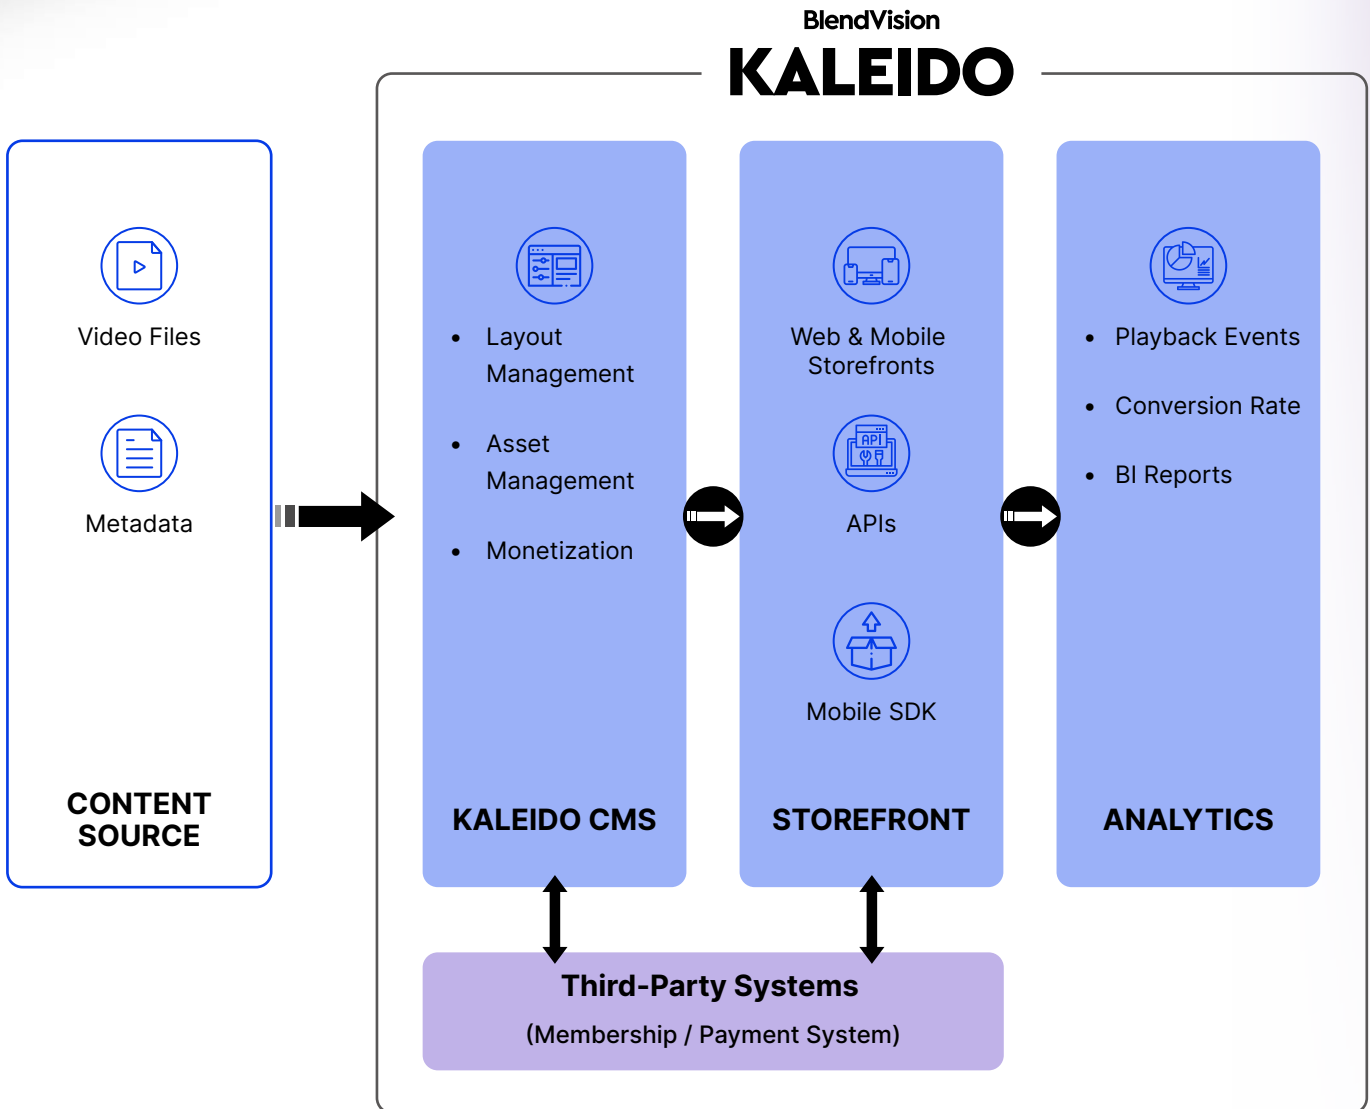 BlendVision
KALEIDO
Video Files
Metadata
CONTENT
SOURCE
• Layout
Management
• Asset
Management
• Monetization
KALEIDO CMS
Web & Mobile
Storefronts
API
APIs
Mobile SDK
STOREFRONT
• Playback Events
• Conversion Rate
• BI Reports
ANALYTICS
Third-Party Systems
(Membership / Payment System)